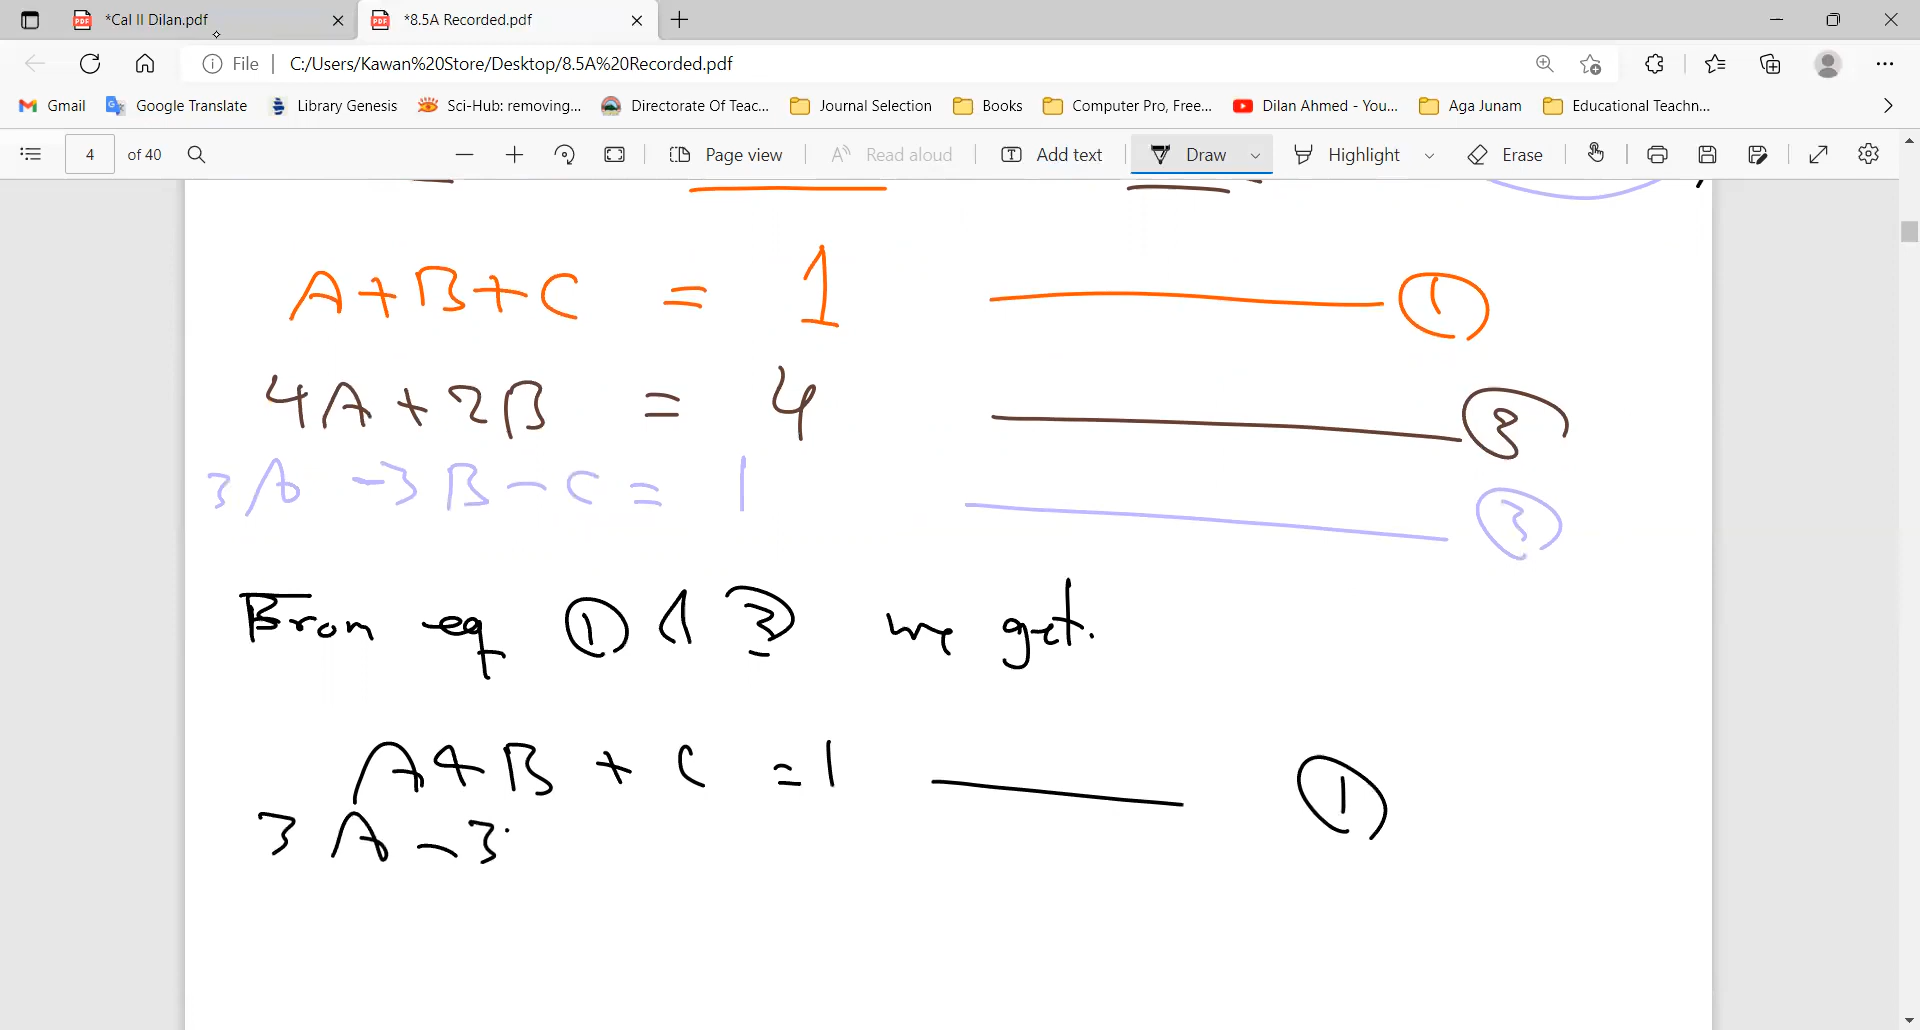 *Cal II Dilan.pdf
*8.5A Recorded.pdf
File | C:/Users/Kawan%20Store/Desktop/8.5A%20Recorded.pdf
Gmail Google Translate Library Genesis Sci-Hub: removing... Directorate Of Teac... Journal Selection Books Computer Pro, Free... Dilan Ahmed - You... Aga Junam Educational Teachn...
4 of 40 Page view Read aloud Add text Draw Highlight Erase
A+B+C = 1 ①
4A+2B = 4
3A -3B-C = 1 ③
From eq ① & ③ we get.
A+B + C =1 ①
3 A -3